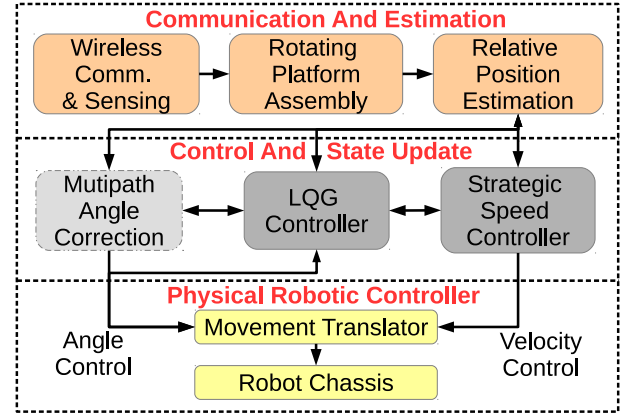 Communication And Estimation
Wireless
Comm.
& Sensing
Rotating
Platform
Assembly
Relative
Position
Estimation
Control And State Update
Mutipath
Angle
Correction
LQG
Controller
Strategic
Speed
Controller
Physical Robotic Controller
Angle
Control
Movement Translator
Velocity
Control
Robot Chassis